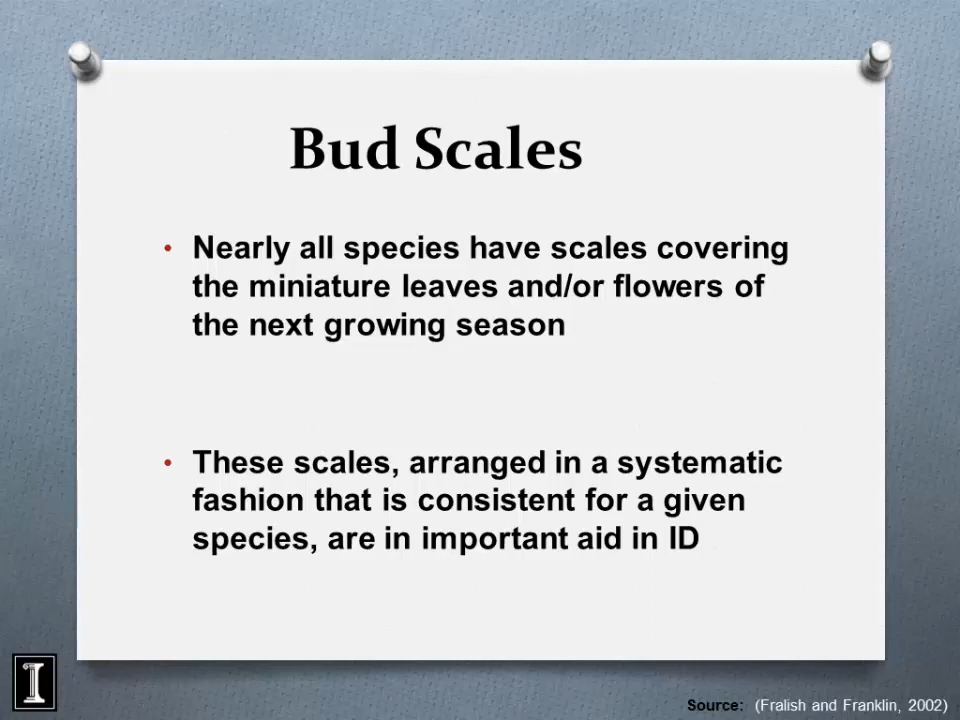 Bud Scales
• Nearly all species have scales covering
the miniature leaves and/or flowers of
the next growing season
• These scales, arranged in a systematic
fashion that is consistent for a given
species, are in important aid in ID
I
Source: (Fralish and Franklin, 2002)